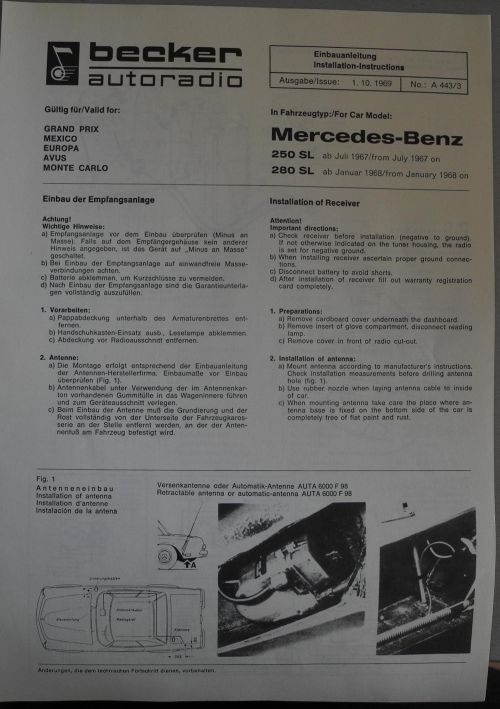 becker
autoradio
Einbauanleitung
Installation-Instructions
Ausgabe/Issue: 1. 10. 1969 No.: A 443/3
Gültig für/Valid for:
GRAND PRIX
MEXICO
EUROPA
AVUS
MONTE CARLO
In Fahrzeugtyp:/For Car Model:
Mercedes-Benz
250 SL ab Juli 1967/from July 1967 on
280 SL ab Januar 1968/from January 1968 on
Einbau der Empfangsanlage
Achtung!
Wichtige Hinweise:
a) Empfangsanlage vor dem Einbau überprüfen (Minus an
Masse). Falls auf dem Empfängergehäuse kein anderer
Hinweis angegeben, ist das Gerät auf „Minus an Masse"
geschaltet.
b) Bei Einbau der Empfangsanlage auf einwandfreie Masse-
verbindungen achten.
c) Batterie abklemmen, um Kurzschlüsse zu vermeiden.
d) Nach Einbau der Empfangsanlage sind die Garantieunterla-
gen vollständig auszufüllen.
1. Vorarbeiten:
a) Pappabdeckung unterhalb des Armaturenbrettes ent-
fernen.
b) Handschuhkasten-Einsatz ausb., Leselampe abklemmen.
c) Abdeckung vor Radioausschnitt entfernen.
2. Antenne:
a) Die Montage erfolgt entsprechend der Einbauanleitung
der Antennen-Herstellerfirma. Einbaumaße vor Einbau
überprüfen (Fig. 1).
b) Antennenkabel unter Verwendung der im Antennenkar-
ton vorhandenen Gummitülle in das Wageninnere führen
und zum Geräteausschnitt verlegen.
c) Beim Einbau der Antenne muß die Grundierung und der
Rost vollständig von der Unterseite der Fahrzeugkaros-
serie an der Stelle entfernt werden, an der der Anten-
nenfuß am Fahrzeug befestigt wird.
Installation of Receiver
Attention!
Important directions:
a) Check receiver before installation (negative to ground).
If not otherwise indicated on the tuner housing, the radio
is set for negative ground.
b) When installing receiver ascertain proper ground connec-
tions.
c) Disconnect battery to avoid shorts.
d) After installation of receiver fill out warranty registration
card completely.
1. Preparations:
a) Remove cardboard cover underneath the dashboard.
b) Remove insert of glove compartment, disconnect reading
lamp.
c) Remove cover in front of radio cut-out.
2. Installation of antenna:
a) Mount antenna according to manufacturer's instructions.
Check installation measurements before drilling antenna
hole (fig. 1).
b) Use rubber nozzle when laying antenna cable to inside
of car.
c) When mounting antenna take care the place where an-
tenna base is fixed on the bottom side of the car is
completely free of flat paint and rust.
Fig. 1
Antenneneinbau
Installation of antenna
Installation d'antenne
Instalación de la antena
Versenkantenne oder Automatik-Antenne AUTA 6000 F 98
Retractable antenna or automatic-antenna AUTA 6000 F 98
A
Änderungen, die dem technischen Fortschritt dienen, vorbehalten.